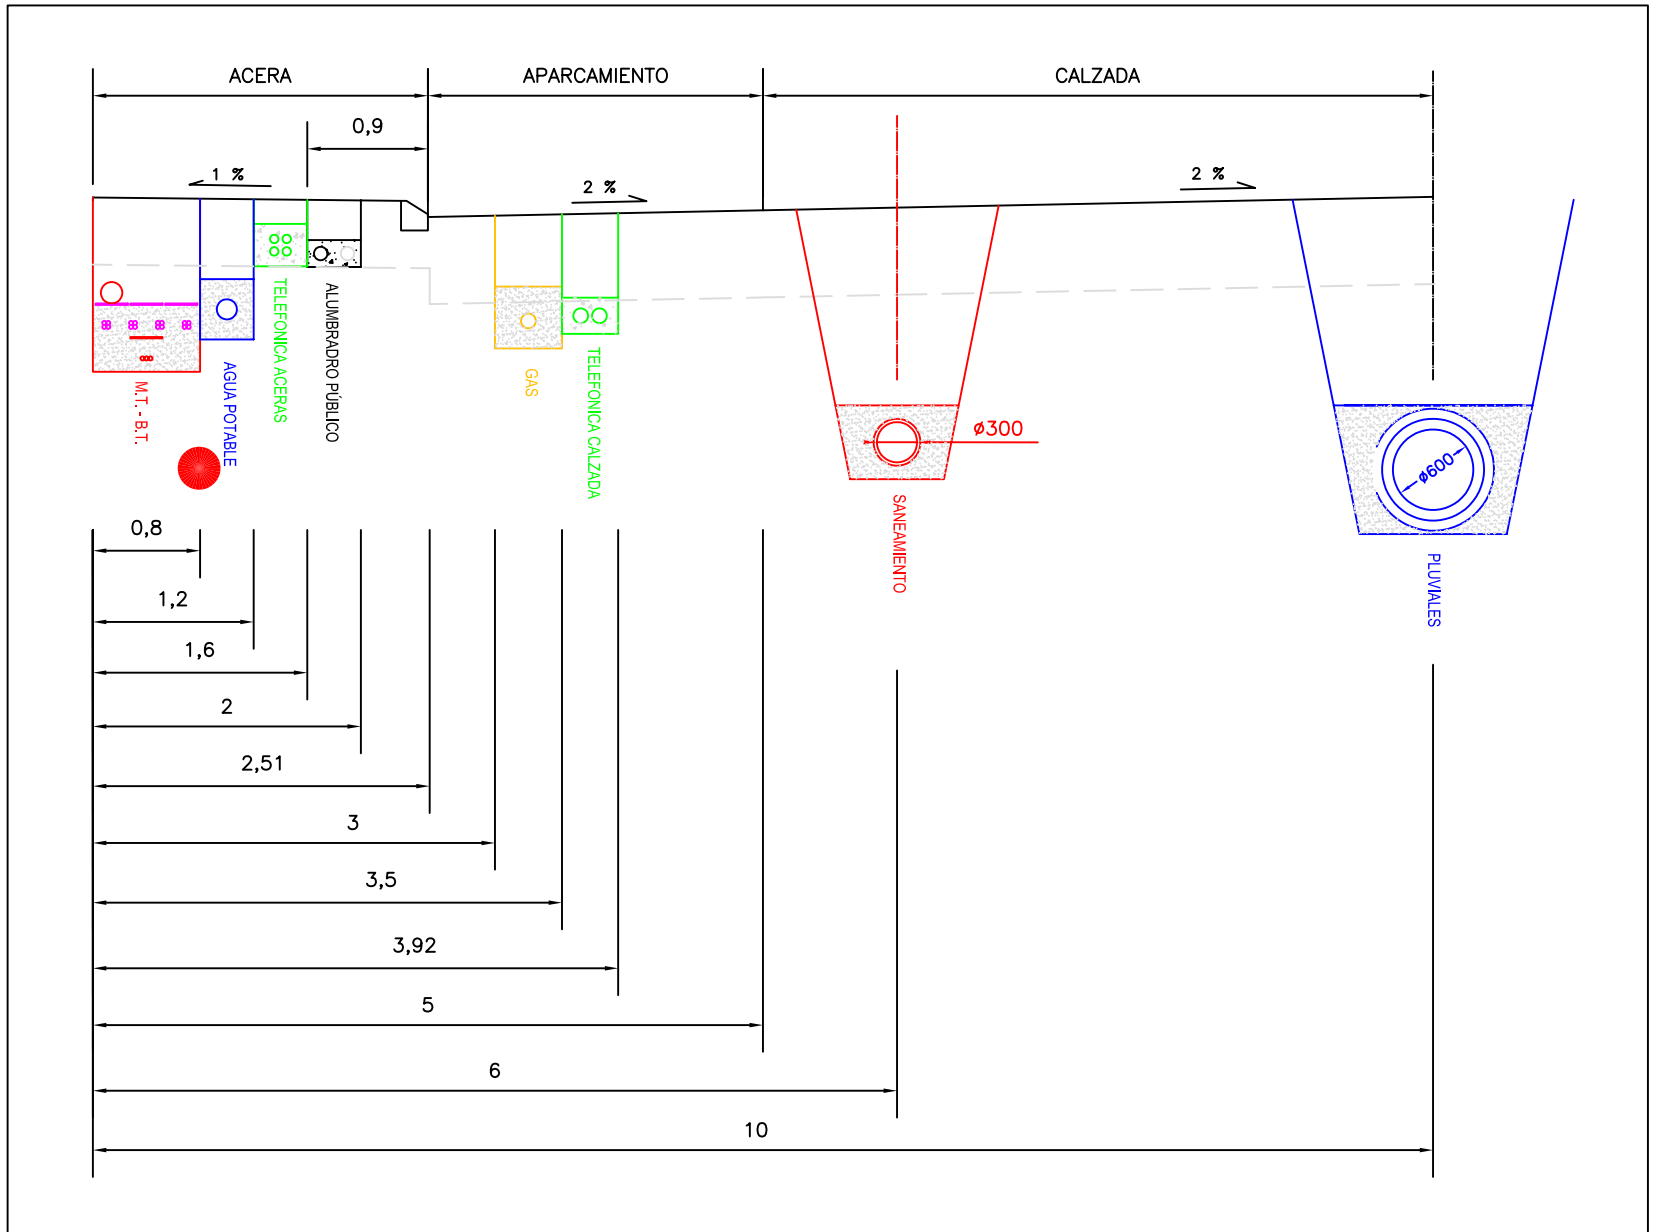 ACERA
APARCAMIENTO
CALZADA
0,9
1 %
2 %
2 %
M.T. - B.T.
AGUA POTABLE
TELEFONICA ACERAS
ALUMBRADRO PÚBLICO
GAS
TELEFONICA CALZADA
ø300
SANEAMIENTO
ø600
PLUVIALES
0,8
1,2
1,6
2
2,51
3
3,5
3,92
5
6
10